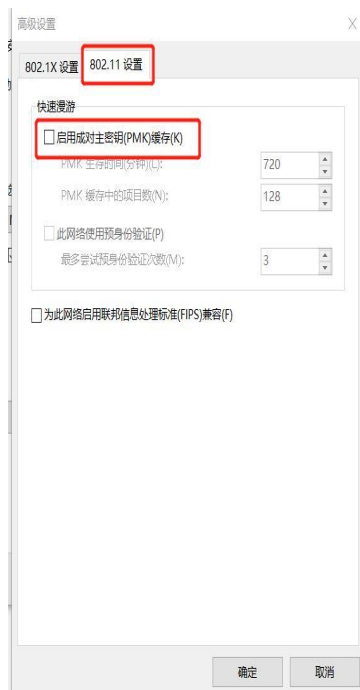 高级设置
802.1X 设置 802.11 设置
快速漫游
启用成对主密钥(PMK)缓存(K)
PMK 生存时间(分钟)(L): 720
PMK 缓存中的项目数(N): 128
此网络使用预身份验证(P)
最多尝试预身份验证次数(M): 3
为此网络启用联邦信息处理标准(FIPS)兼容(F)
确定 取消